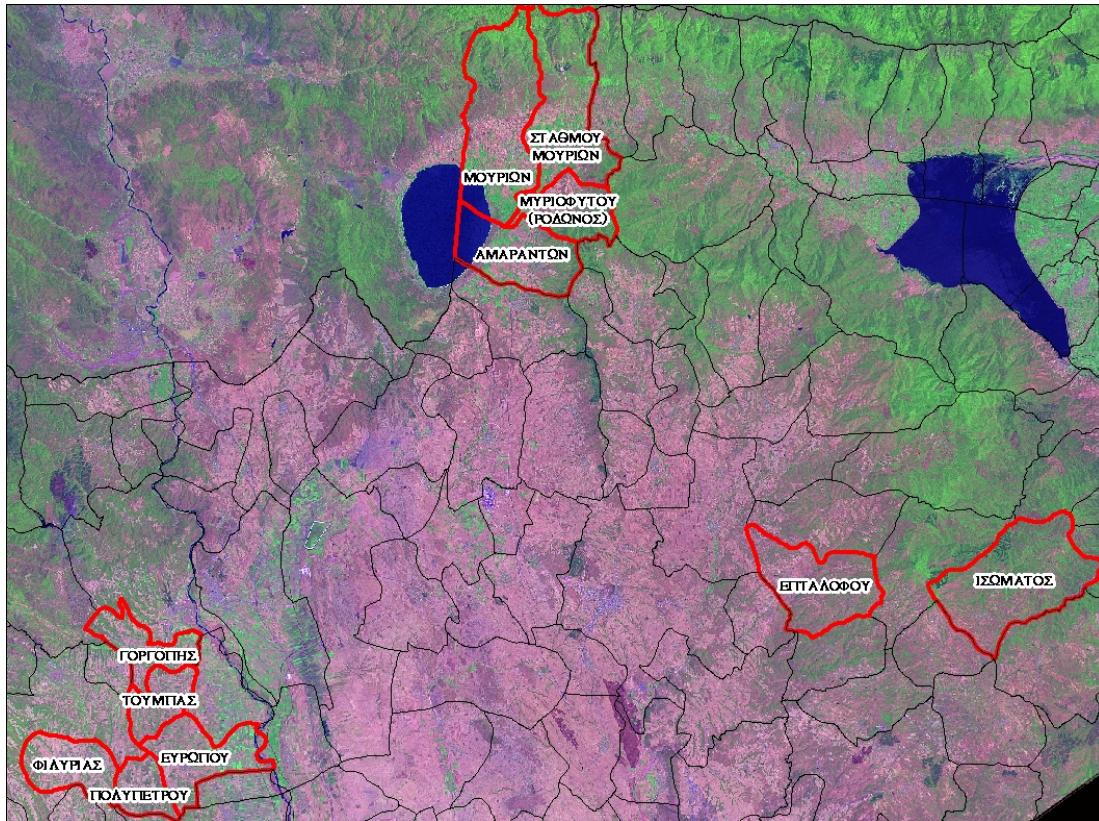 ΣΤΑΘΜΟΥ
ΜΟΥΡΙΩΝ
ΜΟΥΡΙΩΝ
ΜΥΡΙΟΦΥΤΟΥ
(ΡΟΔΩΝΟΣ)
ΑΜΑΡΑΝΤΩΝ
ΕΠΤΑΛΟΦΟΥ
ΙΣΩΜΑΤΟΣ
ΓΟΡΓΟΠΗΣ
ΤΟΥΜΠΑΣ
ΕΥΡΩΠΟΥ
ΦΙΛΥΡΙΑΣ
ΠΟΛΥΠΕΤΡΟΥ